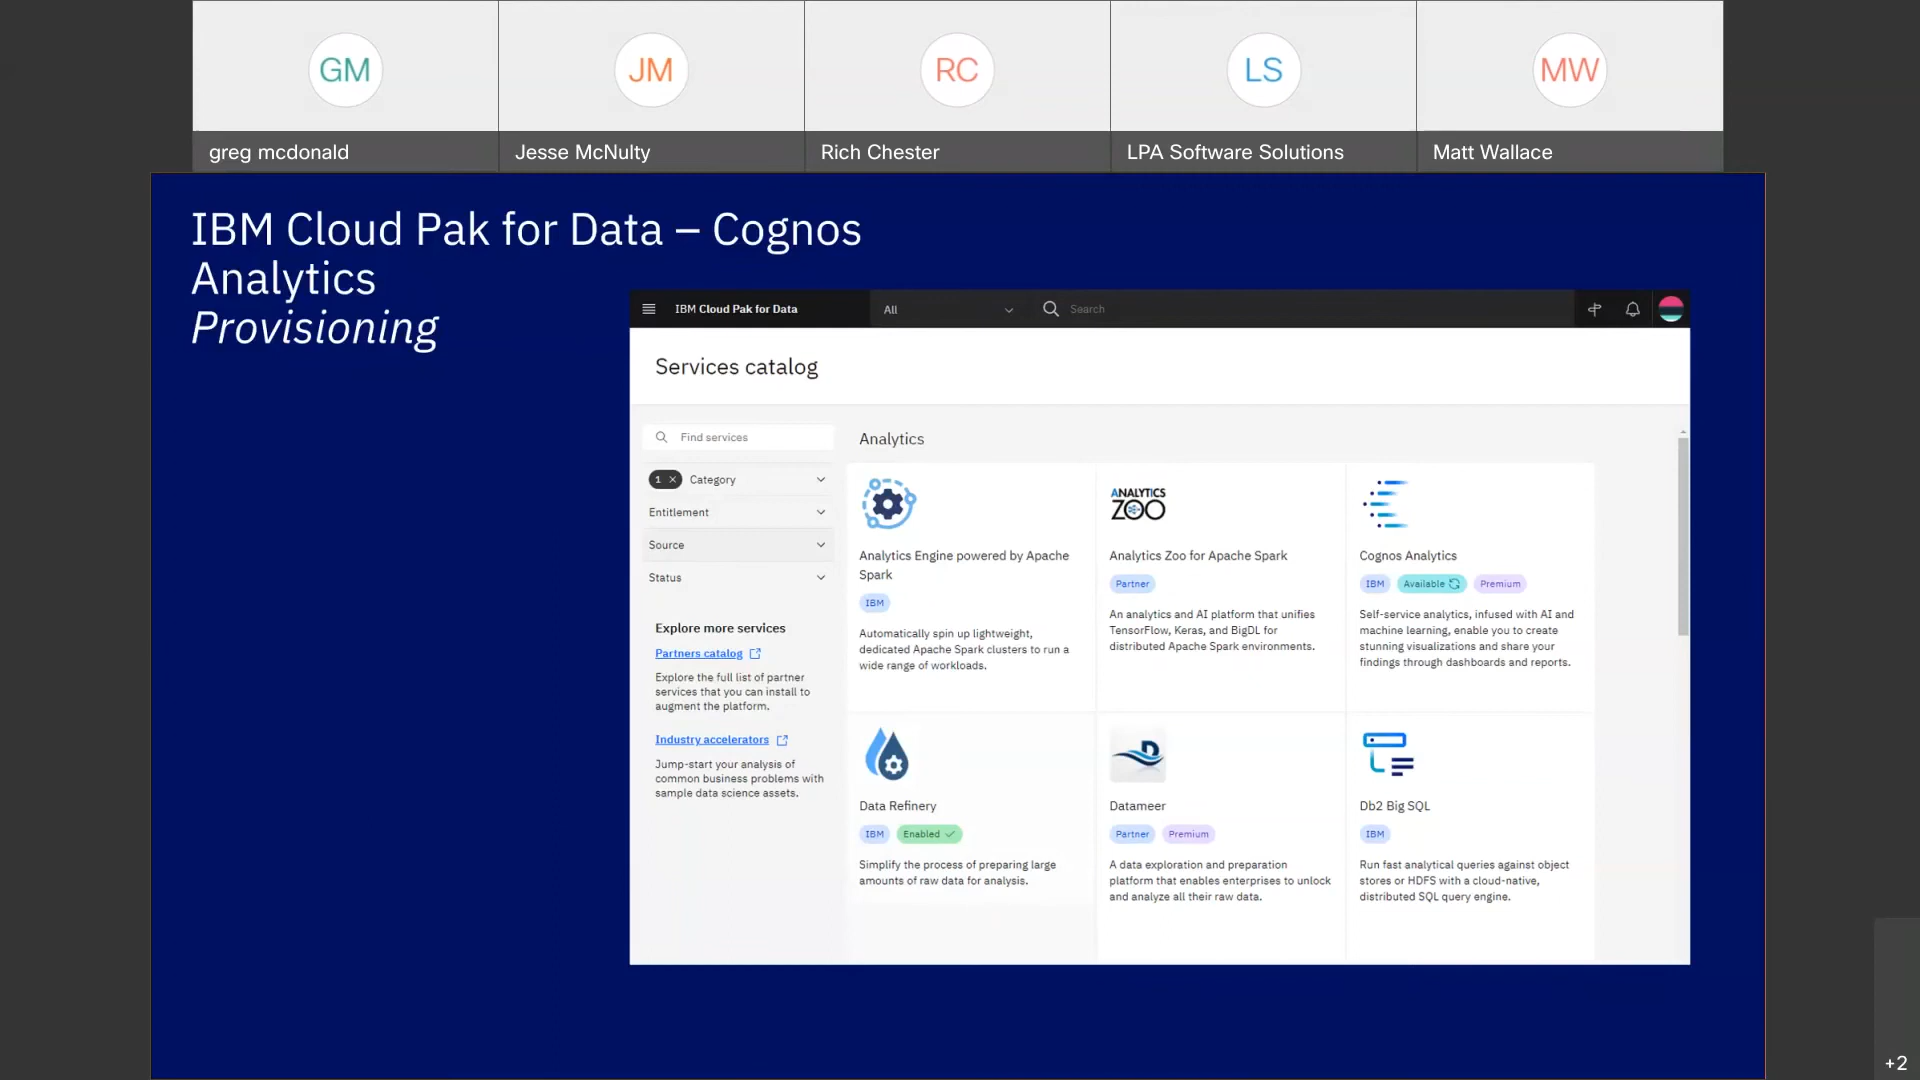 GM
JM
RC
LS
MW
greg mcdonald
Jesse McNulty
Rich Chester
LPA Software Solutions
Matt Wallace
IBM Cloud Pak for Data – Cognos
Analytics
Provisioning
IBM Cloud Pak for Data
All
Search
Services catalog
Find services
1 × Category
Entitlement
Source
Status
Explore more services
Partners catalog
Explore the full list of partner
services that you can install to
augment the platform.
Industry accelerators
Jump-start your analysis of
common business problems with
sample data science assets.
Analytics
Analytics Engine powered by Apache
Spark
IBM
Automatically spin up lightweight,
dedicated Apache Spark clusters to run a
wide range of workloads.
ANALYTICS
ZOO
Analytics Zoo for Apache Spark
Partner
An analytics and AI platform that unifies
TensorFlow, Keras, and BigDL for
distributed Apache Spark environments.
Cognos Analytics
IBM Available Premium
Self-service analytics, infused with AI and
machine learning, enable you to create
stunning visualizations and share your
findings through dashboards and reports.
Data Refinery
IBM Enabled
Simplify the process of preparing large
amounts of raw data for analysis.
D
Datameer
Partner Premium
A data exploration and preparation
platform that enables enterprises to unlock
and analyze all their raw data.
Db2 Big SQL
IBM
Run fast analytical queries against object
stores or HDFS with a cloud-native,
distributed SQL query engine.
+2